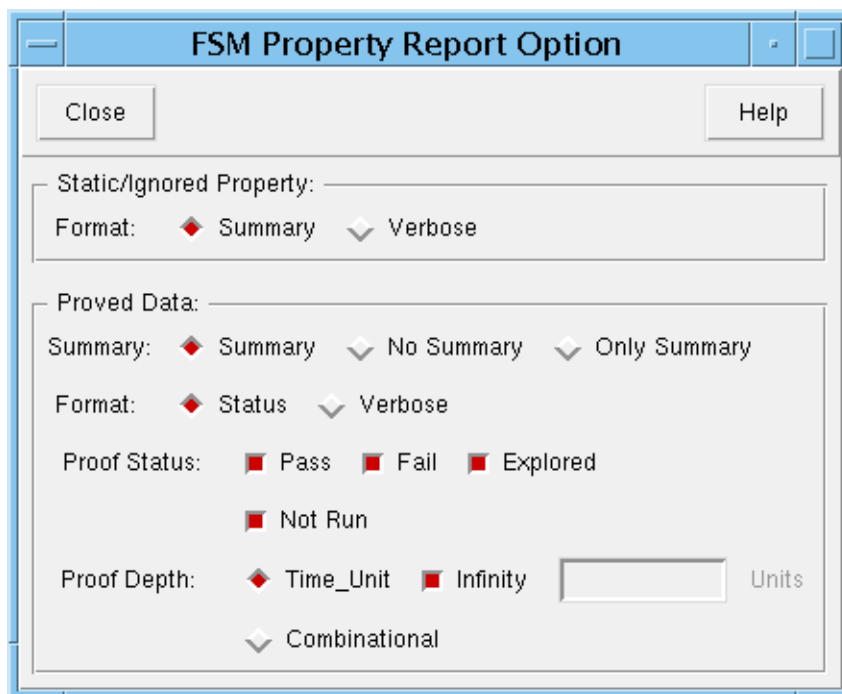 FSM Property Report Option
Close Help
Static/Ignored Property:
Format: Summary Verbose
Proved Data:
Summary: Summary No Summary Only Summary
Format: Status Verbose
Proof Status: Pass Fail Explored
Not Run
Proof Depth: Time_Unit Infinity Units
Combinational